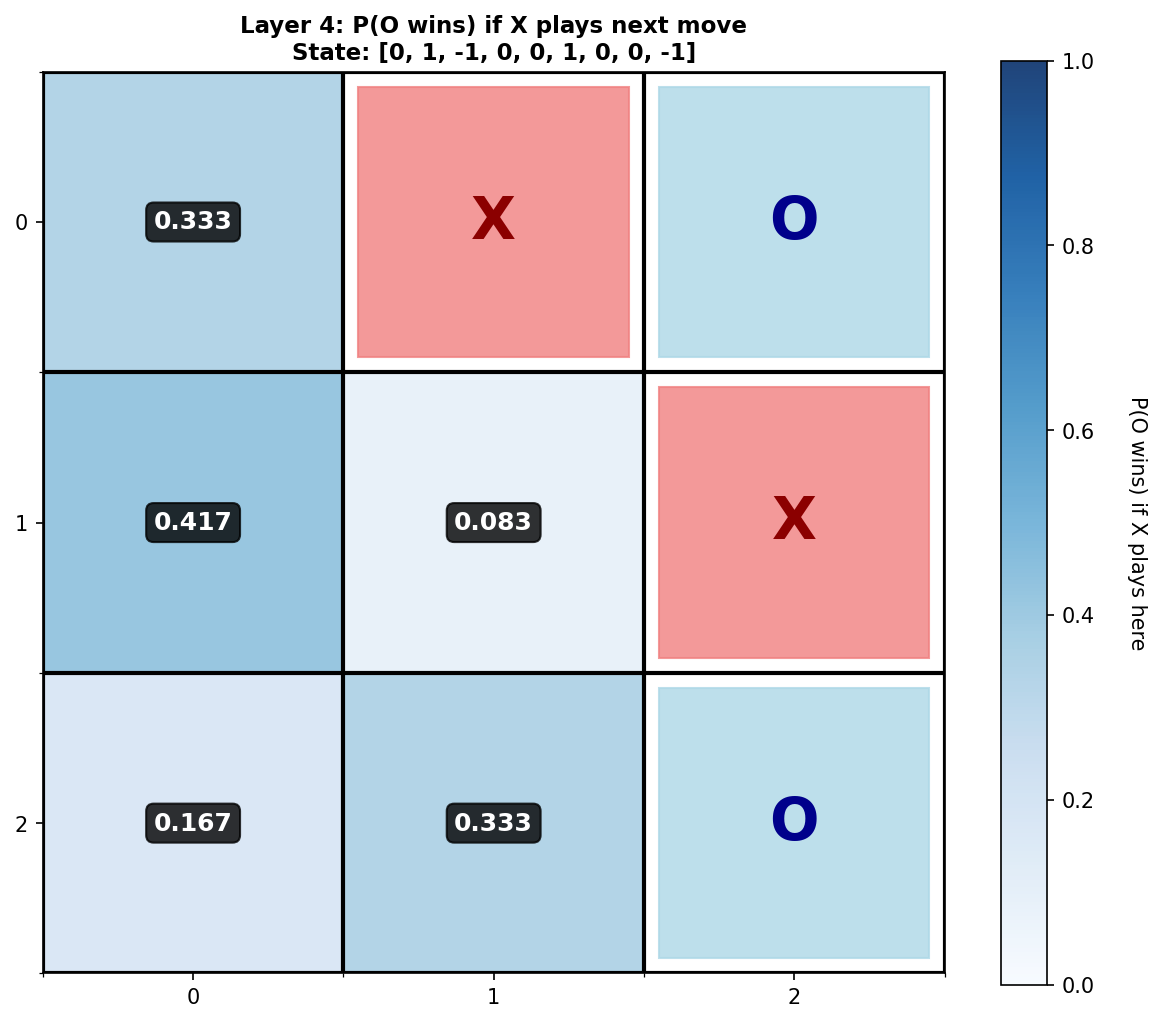 Layer 4: P(O wins) if X plays next move
State: [0, 1, -1, 0, 0, 1, 0, 0, -1]
0
0.333
X
O
1
0.417
0.083
X
2
0.167
0.333
O
0
1
2
1.0
0.8
0.6
0.4
0.2
0.0
P(O wins) if X plays here